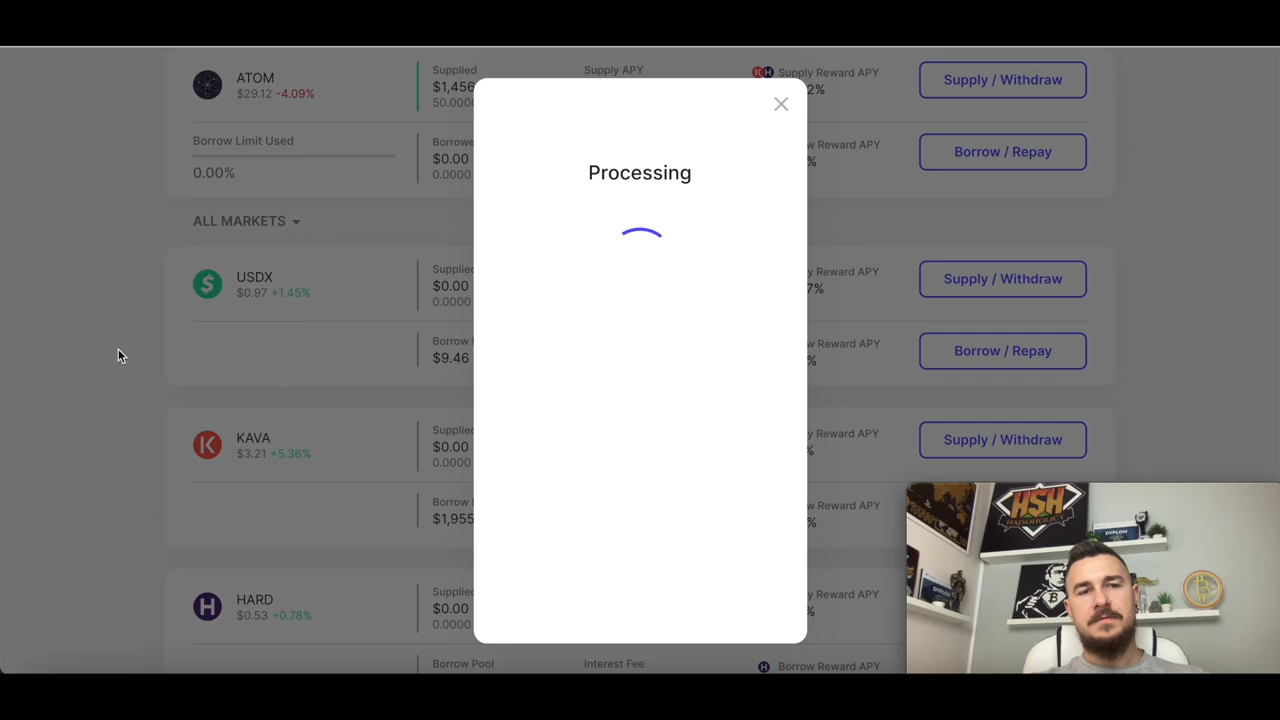 ATOM
$29.12 -4.09%
Supplied
$1,456
50.0000
Supply APY
Supply Reward APY
2%
Supply / Withdraw
Borrow Limit Used
0.00%
Borrowe
$0.00
0.0000
w Reward APY
%
Borrow / Repay
Processing
ALL MARKETS
USDX
$0.97 +1.45%
Supplied
$0.00
0.0000
y Reward APY
7%
Supply / Withdraw
Borrow
$9.46
w Reward APY
%
Borrow / Repay
KAVA
$3.21 +5.36%
Supplied
$0.00
0.0000
y Reward APY
%
Supply / Withdraw
Borrow
$1,955
w Reward APY
%
HARD
$0.53 +0.78%
Supplied
$0.00
0.0000
y Reward APY
%
Borrow Pool
Interest Fee
Borrow Reward APY
HSH
HAJSOHOLICY
DYPLOM